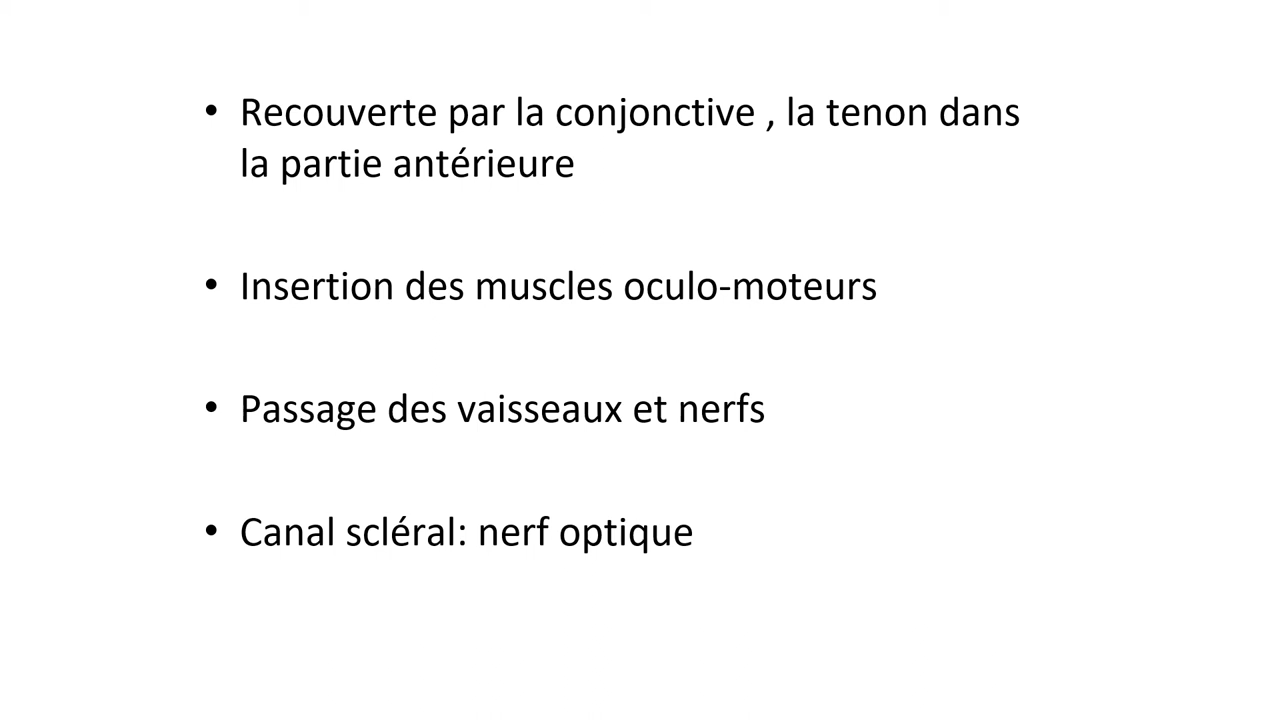 • Recouverte par la conjonctive , la tenon dans
la partie antérieure
• Insertion des muscles oculo-moteurs
• Passage des vaisseaux et nerfs
• Canal scléral: nerf optique